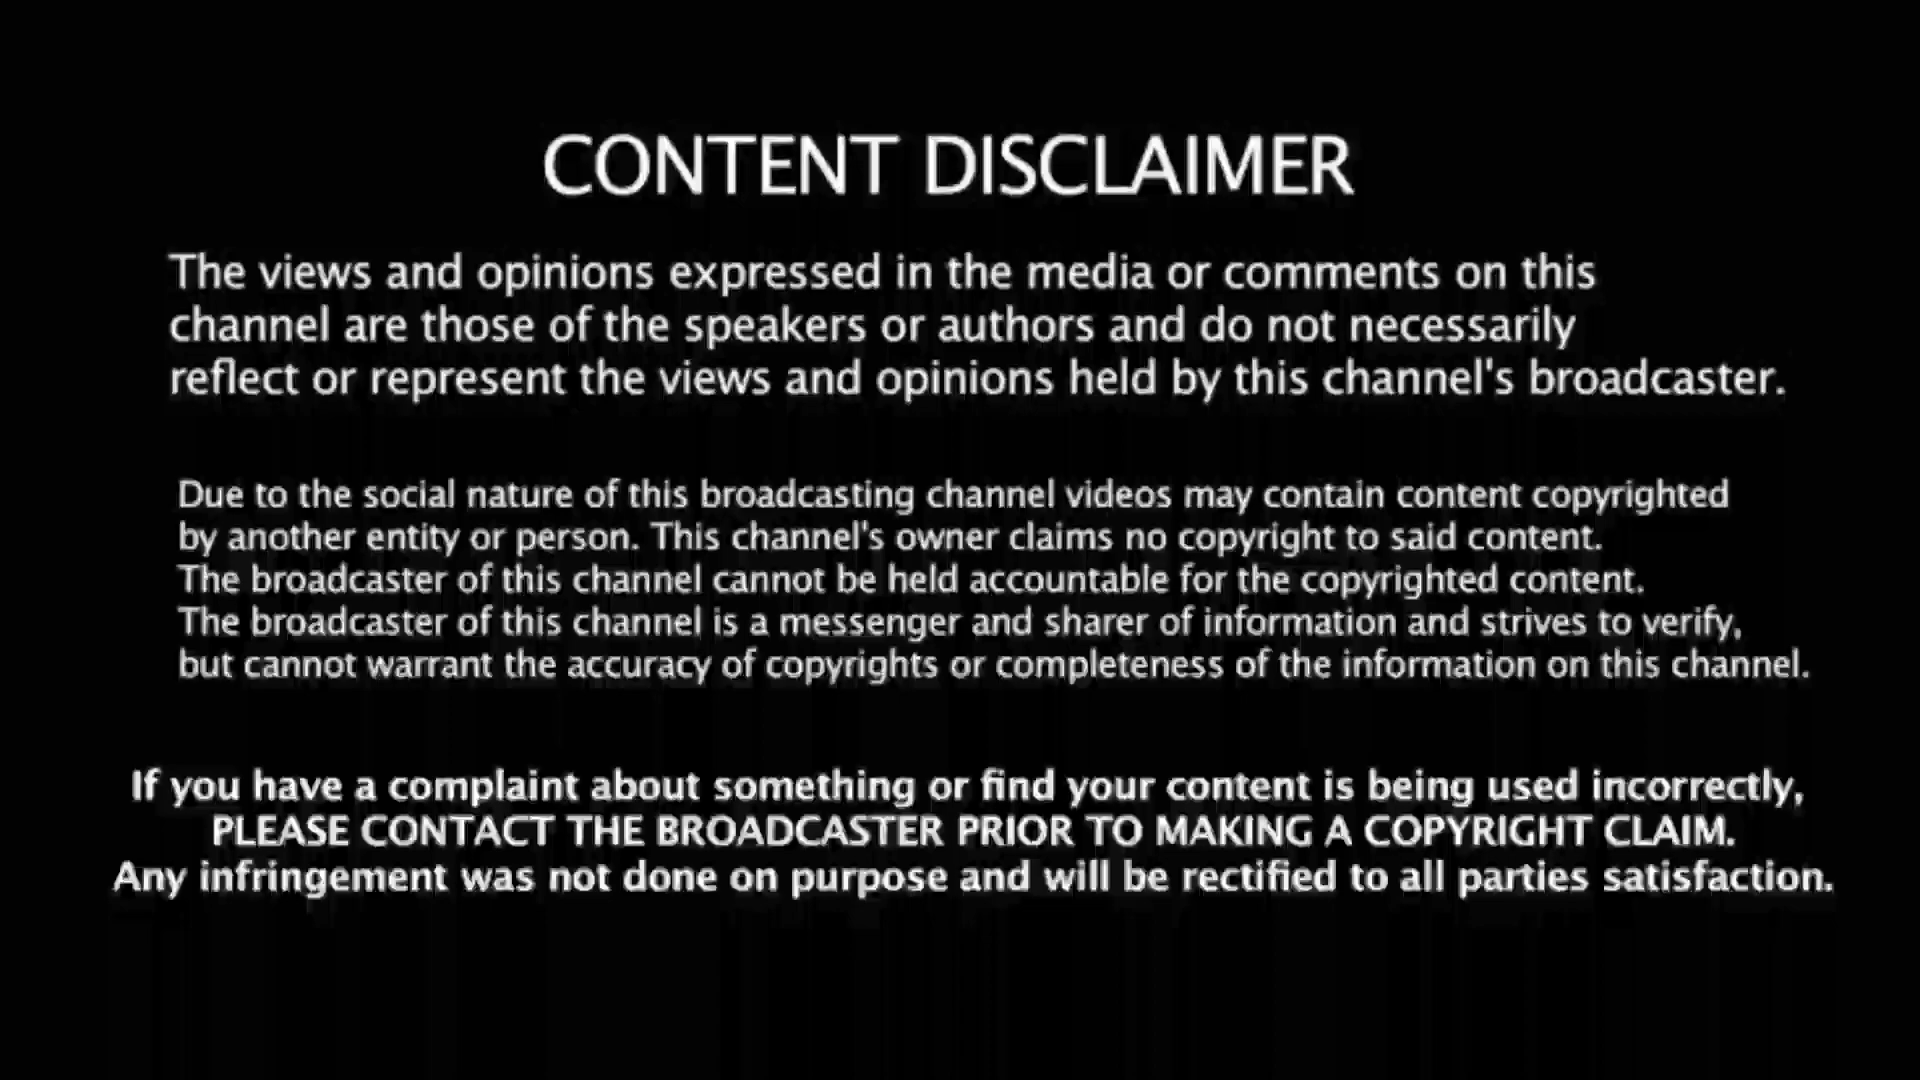 CONTENT DISCLAIMER
The views and opinions expressed in the media or comments on this
channel are those of the speakers or authors and do not necessarily
reflect or represent the views and opinions held by this channel's broadcaster.
Due to the social nature of this broadcasting channel videos may contain content copyrighted
by another entity or person. This channel's owner claims no copyright to said content.
The broadcaster of this channel cannot be held accountable for the copyrighted content.
The broadcaster of this channel is a messenger and sharer of information and strives to verify,
but cannot warrant the accuracy of copyrights or completeness of the information on this channel.
If you have a complaint about something or find your content is being used incorrectly,
PLEASE CONTACT THE BROADCASTER PRIOR TO MAKING A COPYRIGHT CLAIM.
Any infringement was not done on purpose and will be rectified to all parties satisfaction.